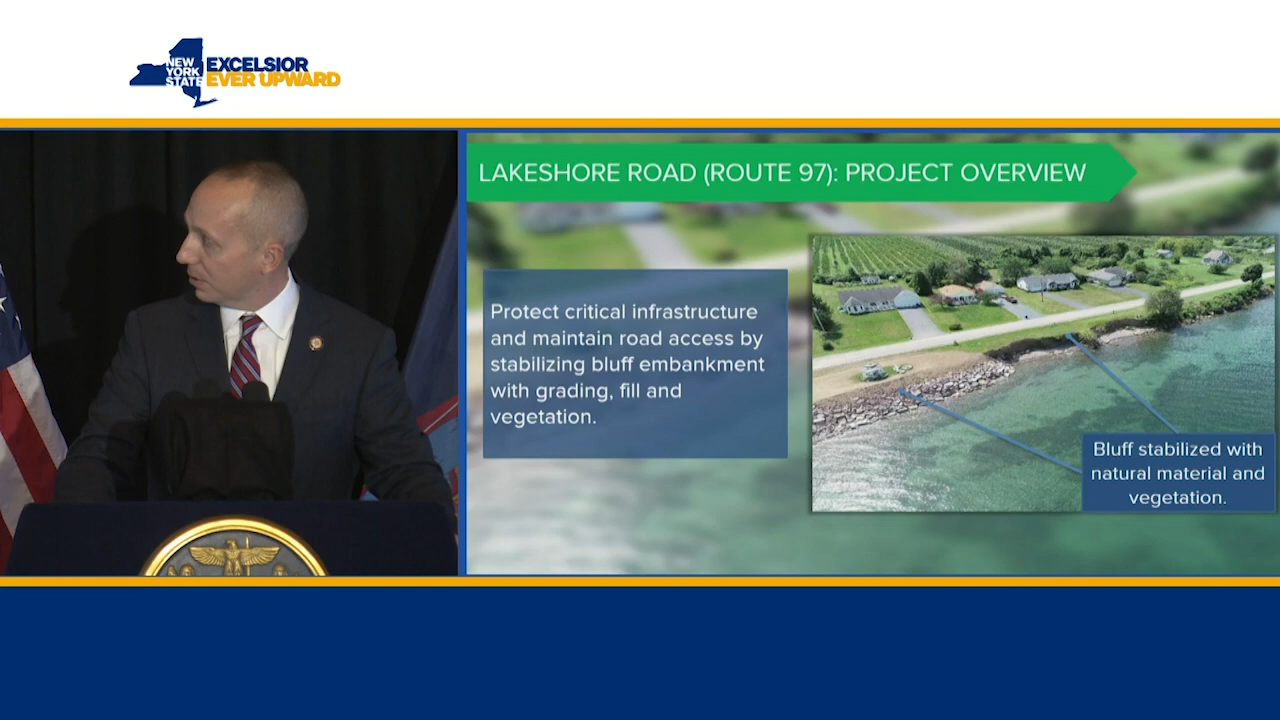 NEW
YORK
STATE
EXCELSIOR
EVER UPWARD
LAKESHORE ROAD (ROUTE 97): PROJECT OVERVIEW
Protect critical infrastructure
and maintain road access by
stabilizing bluff embankment
with grading, fill and
vegetation.
Bluff stabilized with
natural material and
vegetation.